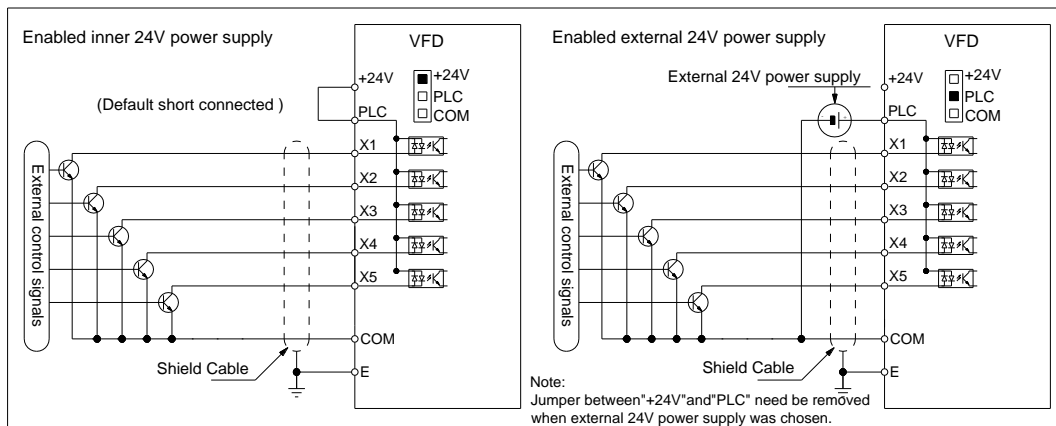 Enabled inner 24V power supply
VFD
+24V
+24V
PLC
COM
(Default short connected )
PLC
X1
X2
X3
X4
X5
External control signals
COM
Shield Cable
E
Enabled external 24V power supply
VFD
External 24V power supply
+24V
+24V
PLC
COM
PLC
X1
X2
X3
X4
X5
External control signals
COM
Shield Cable
E
Note:
Jumper between"+24V"and"PLC" need be removed
when external 24V power supply was chosen.